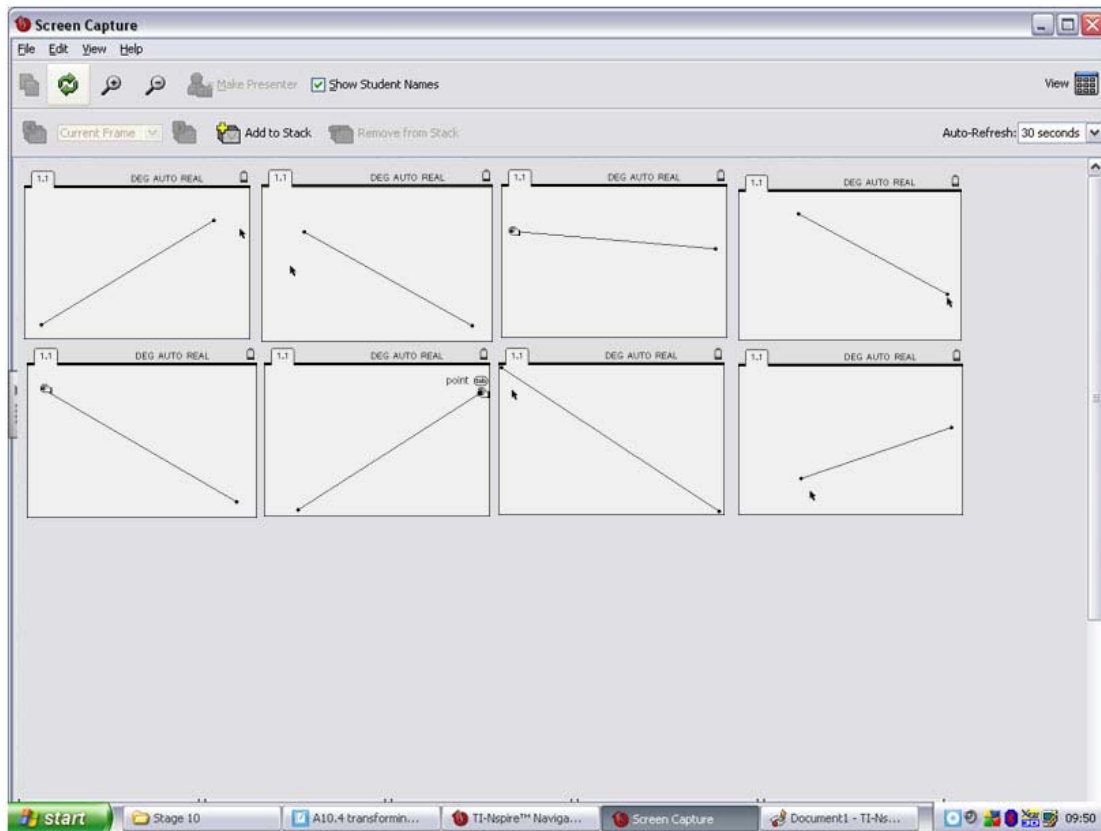 Screen Capture
File Edit View Help
Make Presenter Show Student Names View
Current Frame Add to Stack Remove from Stack Auto-Refresh: 30 seconds
1.1 DEG AUTO REAL 1.1 DEG AUTO REAL 1.1 DEG AUTO REAL 1.1 DEG AUTO REAL
1.1 DEG AUTO REAL 1.1 DEG AUTO REAL 1.1 DEG AUTO REAL 1.1 DEG AUTO REAL
point tab
start Stage 10 A10.4 transformin... TI-Nspire™ Naviga... Screen Capture Document1 - TI-Ns... 09:50